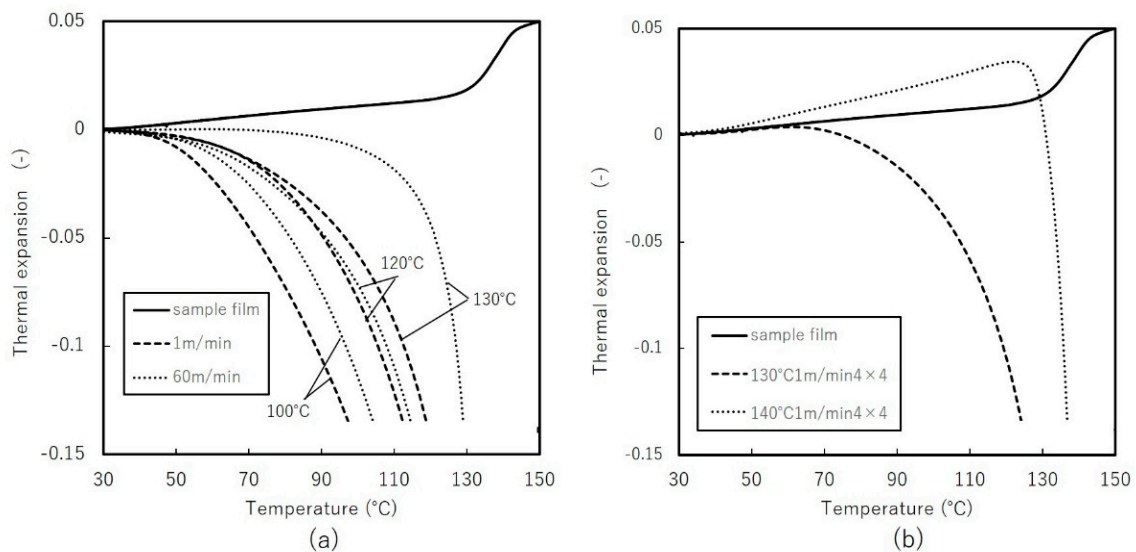 0.05
0
-0.05
-0.1
-0.15
Thermal expansion (-)
sample film
1m/min
60m/min
100°C
120°C
130°C
30 50 70 90 110 130 150
Temperature (°C)
(a)
0.05
0
-0.05
-0.1
-0.15
Thermal expansion (-)
sample film
130°C1m/min4×4
140°C1m/min4×4
30 50 70 90 110 130 150
Temperature (°C)
(b)